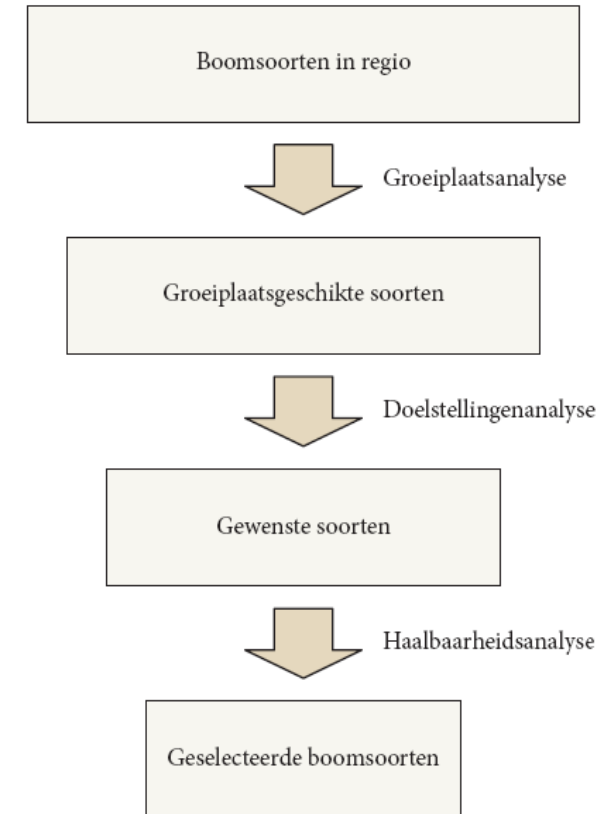 Boomsoorten in regio
Groeiplaatsanalyse
Groeiplaatsgeschikte soorten
Doelstellingenanalyse
Gewenste soorten
Haalbaarheidsanalyse
Geselecteerde boomsoorten